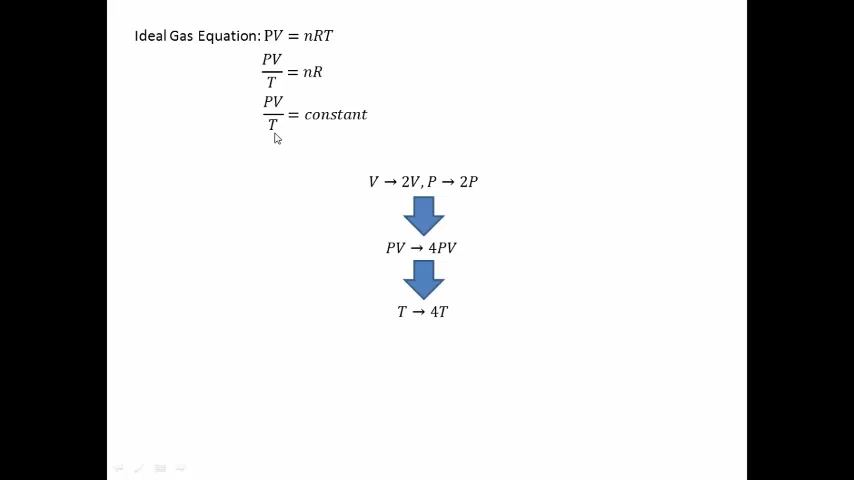 Ideal Gas Equation: PV = nRT
PV/T = nR
PV/T = constant
V → 2V, P → 2P
PV → 4PV
T → 4T